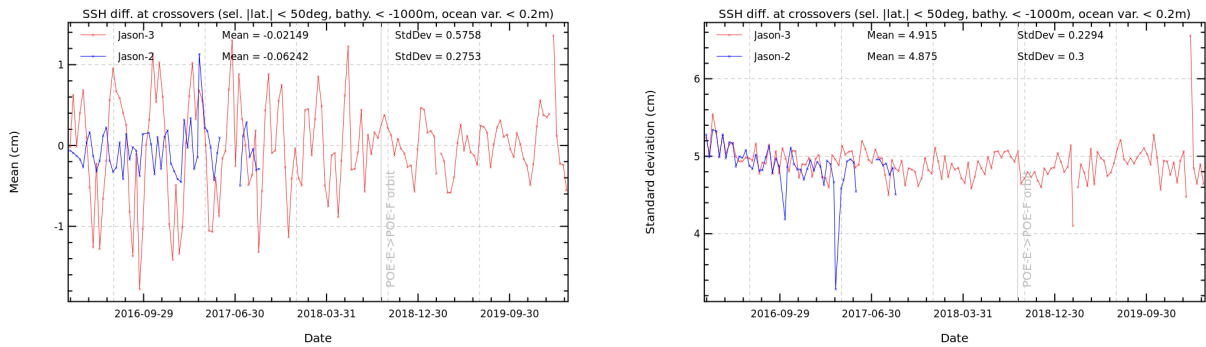 SSH diff. at crossovers (sel. |lat.| < 50deg, bathy. < -1000m, ocean var. < 0.2m)
Jason-3 Mean = -0.02149 StdDev = 0.5758
Jason-2 Mean = -0.06242 StdDev = 0.2753
1
0
-1
Mean (cm)
POE-E->POE-F orbit
2016-09-29 2017-06-30 2018-03-31 2018-12-30 2019-09-30
Date
SSH diff. at crossovers (sel. |lat.| < 50deg, bathy. < -1000m, ocean var. < 0.2m)
Jason-3 Mean = 4.915 StdDev = 0.2294
Jason-2 Mean = 4.875 StdDev = 0.3
6
5
4
Standard deviation (cm)
POE-E->POE-F orbit
2016-09-29 2017-06-30 2018-03-31 2018-12-30 2019-09-30
Date